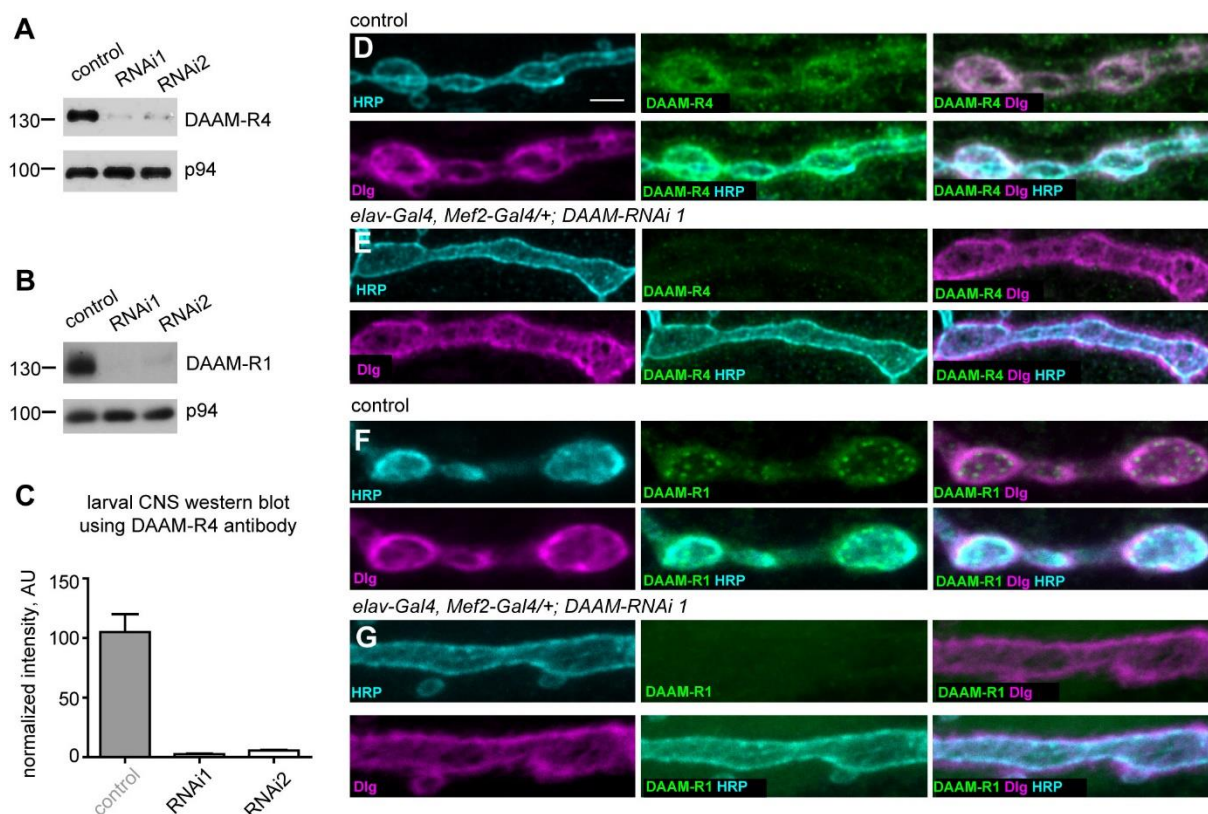 A
control
RNAi1
RNAi2
130
DAAM-R4
100
p94
B
control
RNAi1
RNAi2
130
DAAM-R1
100
p94
C
larval CNS western blot
using DAAM-R4 antibody
normalized intensity, AU
150
100
50
0
control
RNAi1
RNAi2
control
D
HRP
DAAM-R4
DAAM-R4 Dlg
Dlg
DAAM-R4 HRP
DAAM-R4 Dlg HRP
elav-Gal4, Mef2-Gal4/+; DAAM-RNAi 1
E
HRP
DAAM-R4
DAAM-R4 Dlg
Dlg
DAAM-R4 HRP
DAAM-R4 Dlg HRP
control
F
HRP
DAAM-R1
DAAM-R1 Dlg
Dlg
DAAM-R1 HRP
DAAM-R1 Dlg HRP
elav-Gal4, Mef2-Gal4/+; DAAM-RNAi 1
G
HRP
DAAM-R1
DAAM-R1 Dlg
Dlg
DAAM-R1 HRP
DAAM-R1 Dlg HRP